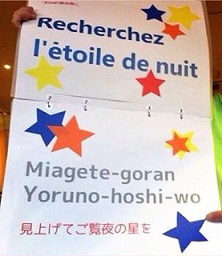 Recherchez
l'étoile de nuit
Miagete-goran
Yoruno-hoshi-wo
見上げてご覧夜の星を